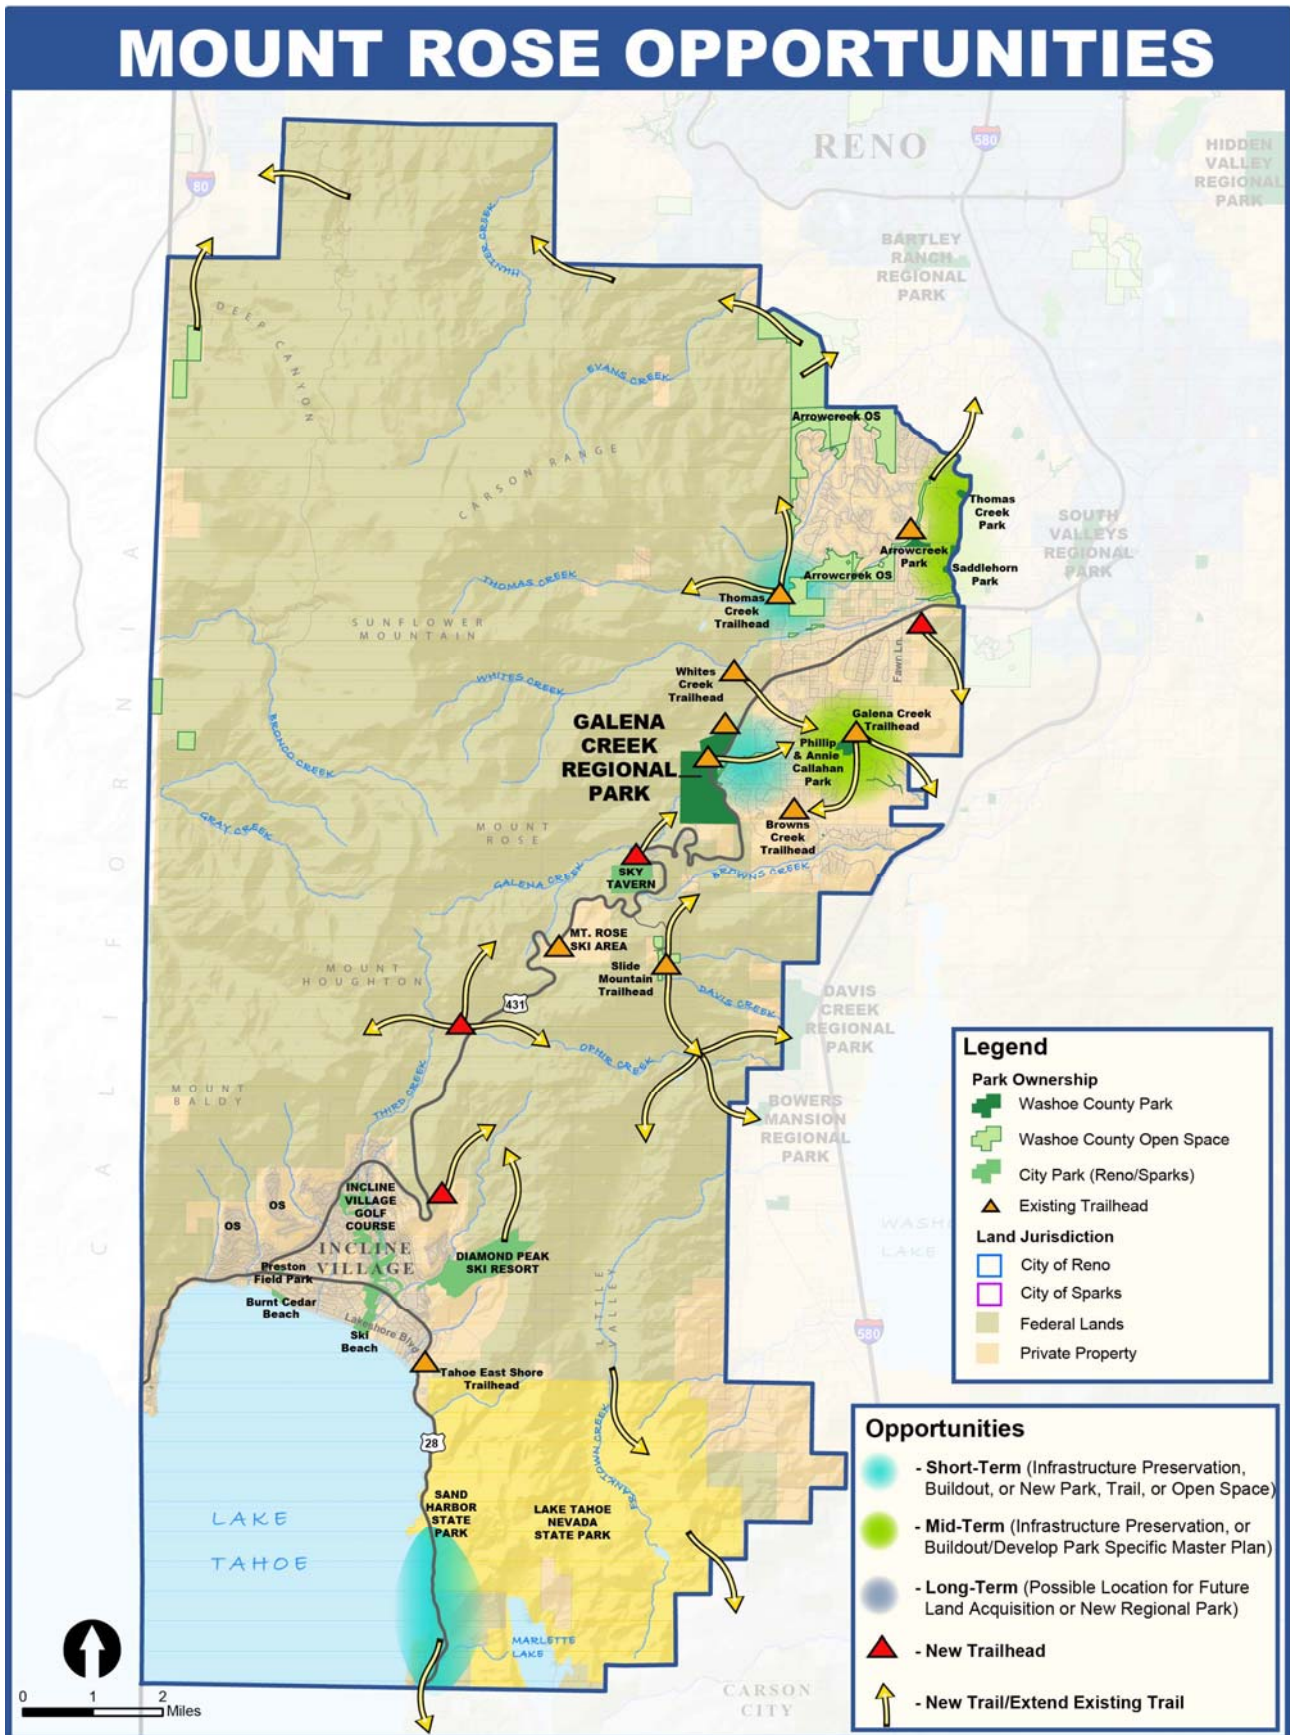 MOUNT ROSE OPPORTUNITIES
RENO
580
HIDDEN
VALLEY
REGIONAL
PARK
80
BARTLEY
RANCH
REGIONAL
PARK
HUNTER CREEK
DEEP CANYON
EVANS CREEK
Arrowcreek OS
CARSON RANGE
Thomas
Creek
Park
SOUTH
VALLEYS
REGIONAL
PARK
Arrowcreek
Park
Saddlehorn
Park
Arrowcreek OS
THOMAS CREEK
Thomas
Creek
Trailhead
SUNFLOWER
MOUNTAIN
Fawn Ln.
Whites
Creek
Trailhead
WHITES CREEK
GALENA
CREEK
REGIONAL
PARK
Galena Creek
Trailhead
Phillip
& Annie
Callahan
Park
BRONCO CREEK
GRAY CREEK
MOUNT
ROSE
Browns
Creek
Trailhead
GALENA CREEK
SKY
TAVERN
BROWNS CREEK
MT. ROSE
SKI AREA
Slide
Mountain
Trailhead
MOUNT
HOUGHTON
431
DAVIS CREEK
DAVIS
CREEK
REGIONAL
PARK
OPHIR CREEK
THIRD CREEK
MOUNT
BALDY
BOWERS
MANSION
REGIONAL
PARK
CALIFORNIA
INCLINE
VILLAGE
GOLF
COURSE
OS
OS
INCLINE
VILLAGE
DIAMOND PEAK
SKI RESORT
LITTLE
VALLEY
WASHOE
LAKE
Preston
Field Park
Burnt Cedar
Beach
Lakeshore Blvd
Ski
Beach
580
Tahoe East Shore
Trailhead
28
FRANKTOWN CREEK
SAND
HARBOR
STATE
PARK
LAKE TAHOE
NEVADA
STATE PARK
LAKE
TAHOE
MARLETTE
LAKE
CARSON
CITY
0 1 2
Miles
Legend
Park Ownership
Washoe County Park
Washoe County Open Space
City Park (Reno/Sparks)
Existing Trailhead
Land Jurisdiction
City of Reno
City of Sparks
Federal Lands
Private Property
Opportunities
- Short-Term (Infrastructure Preservation,
Buildout, or New Park, Trail, or Open Space)
- Mid-Term (Infrastructure Preservation, or
Buildout/Develop Park Specific Master Plan)
- Long-Term (Possible Location for Future
Land Acquisition or New Regional Park)
- New Trailhead
- New Trail/Extend Existing Trail